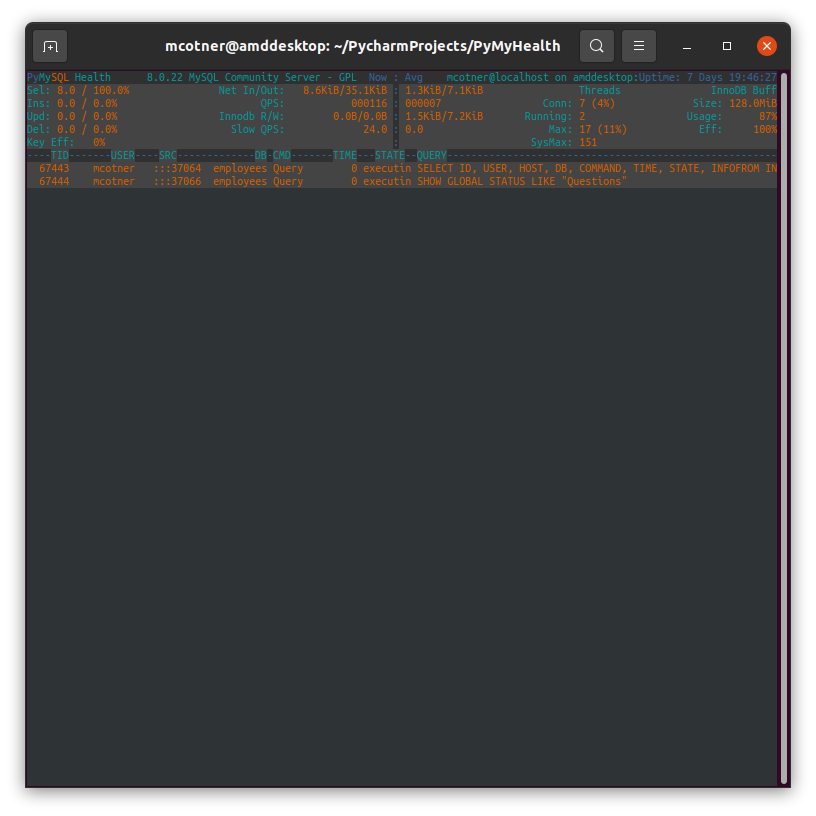 mcotner@amddesktop: ~/PycharmProjects/PyMyHealth
PyMySQL Health 8.0.22 MySQL Community Server - GPL Now : Avg mcotner@localhost on amddesktop:Uptime: 7 Days 19:46:27
Sel: 8.0 / 100.0% Net In/Out: 8.6KiB/35.1KiB : 1.3KiB/7.1KiB Threads InnoDB Buff
Ins: 0.0 / 0.0% QPS: 000116 : 000007 Conn: 7 (4%) Size: 128.0MiB
Upd: 0.0 / 0.0% Innodb R/W: 0.0B/0.0B : 1.5KiB/7.2KiB Running: 2 Usage: 87%
Del: 0.0 / 0.0% Slow QPS: 24.0 : 0.0 Max: 17 (11%) Eff: 100%
Key Eff: 0% : SysMax: 151
----TID-------USER----SRC-------------DB-CMD-------TIME---STATE--QUERY-------------------------------------------------------
67443 mcotner :::37064 employees Query 0 executin SELECT ID, USER, HOST, DB, COMMAND, TIME, STATE, INFOFROM IN
67444 mcotner :::37066 employees Query 0 executin SHOW GLOBAL STATUS LIKE "Questions"